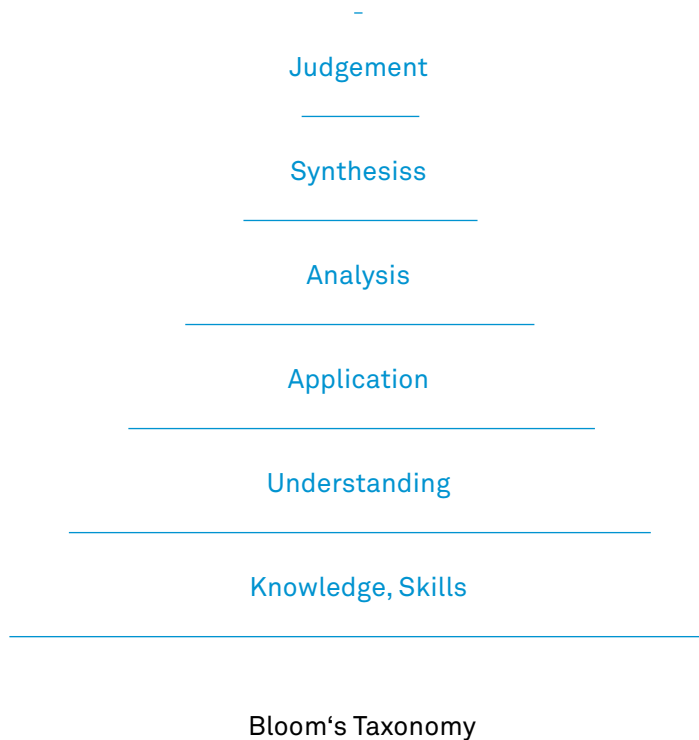 Judgement
Synthesiss
Analysis
Application
Understanding
Knowledge, Skills
Bloom‘s Taxonomy